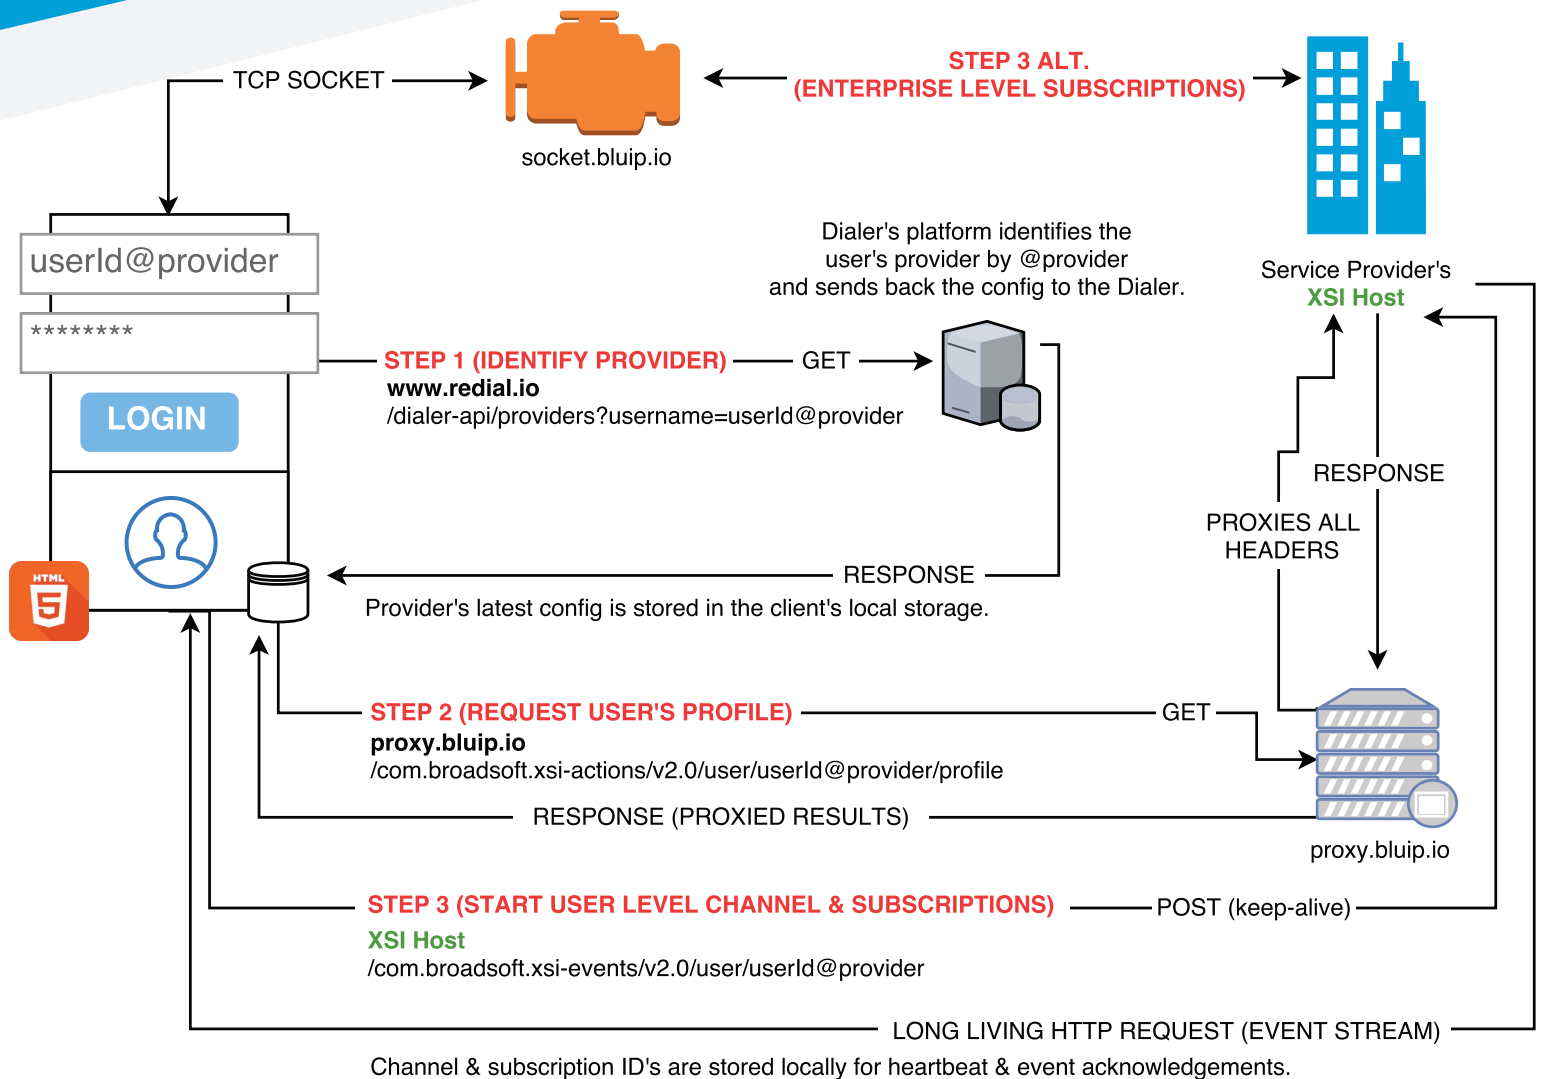 TCP SOCKET
STEP 3 ALT.
(ENTERPRISE LEVEL SUBSCRIPTIONS)
socket.bluip.io
userId@provider
********
LOGIN
HTML
5
Dialer's platform identifies the
user's provider by @provider
and sends back the config to the Dialer.
Service Provider's
XSI Host
STEP 1 (IDENTIFY PROVIDER)
GET
www.redial.io
/dialer-api/providers?username=userId@provider
RESPONSE
PROXIES ALL
HEADERS
RESPONSE
Provider's latest config is stored in the client's local storage.
STEP 2 (REQUEST USER'S PROFILE)
GET
proxy.bluip.io
/com.broadsoft.xsi-actions/v2.0/user/userId@provider/profile
RESPONSE (PROXIED RESULTS)
proxy.bluip.io
STEP 3 (START USER LEVEL CHANNEL & SUBSCRIPTIONS)
POST (keep-alive)
XSI Host
/com.broadsoft.xsi-events/v2.0/user/userId@provider
LONG LIVING HTTP REQUEST (EVENT STREAM)
Channel & subscription ID's are stored locally for heartbeat & event acknowledgements.